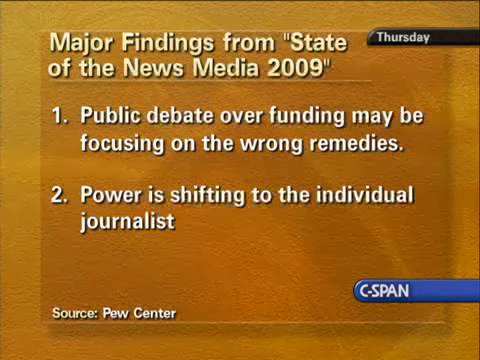 Major Findings from "State
of the News Media 2009"
Thursday
1. Public debate over funding may be
focusing on the wrong remedies.
2. Power is shifting to the individual
journalist
C-SPAN
Source: Pew Center